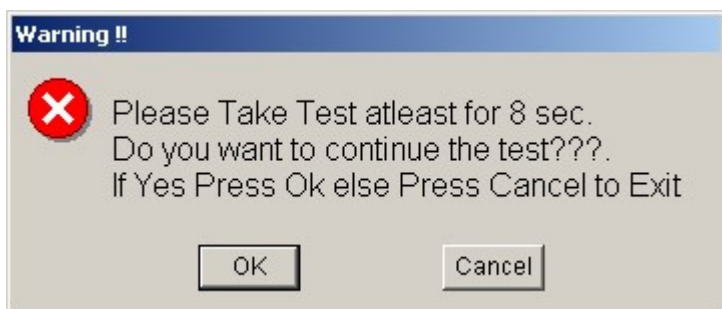 Warning !!
Please Take Test atleast for 8 sec.
Do you want to continue the test???.
If Yes Press Ok else Press Cancel to Exit
OK Cancel